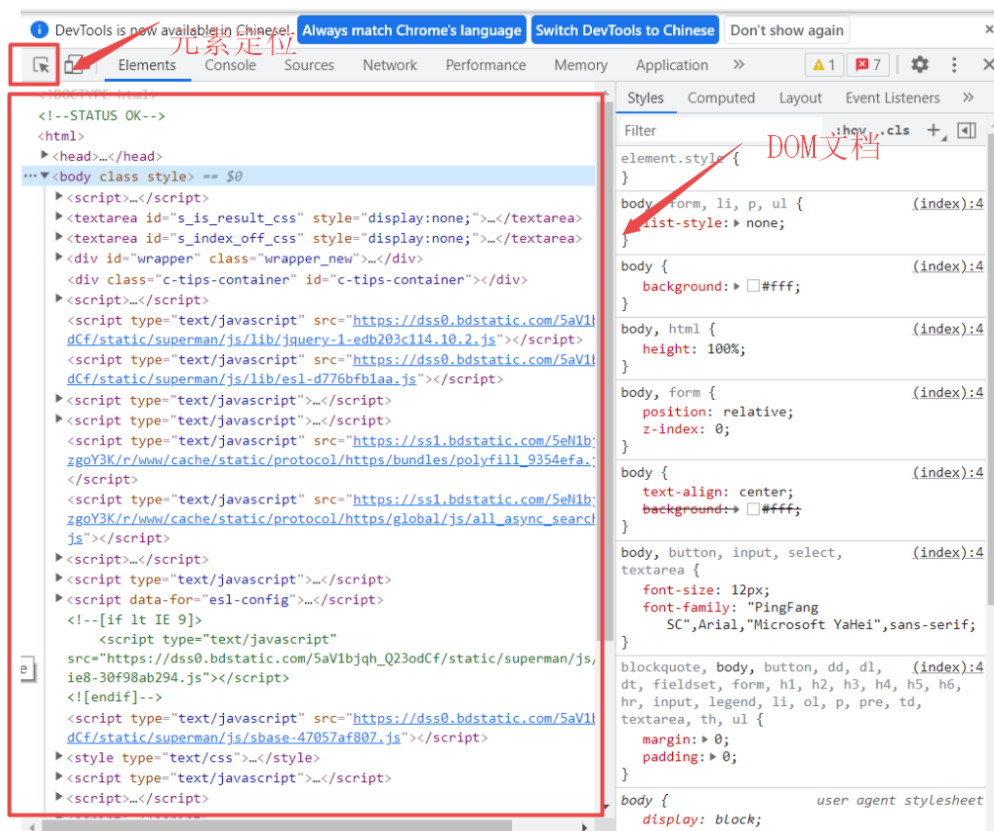 DevTools is now available in Chinese!
Always match Chrome's language
Switch DevTools to Chinese
Don't show again
元素定位
Elements
Console
Sources
Network
Performance
Memory
Application
»
1
7
<!DOCTYPE html>
<!--STATUS OK-->
<html>
<head>…</head>
<body class style> == $0
<script>…</script>
<textarea id="s_is_result_css" style="display:none;">…</textarea>
<textarea id="s_index_off_css" style="display:none;">…</textarea>
<div id="wrapper" class="wrapper_new">…</div>
<div class="c-tips-container" id="c-tips-container"></div>
<script>…</script>
<script type="text/javascript" src="https://dss0.bdstatic.com/5aV1b
dCf/static/superman/js/lib/jquery-1-edb203c114.10.2.js"></script>
<script type="text/javascript" src="https://dss0.bdstatic.com/5aV1b
dCf/static/superman/js/lib/esl-d776bfb1aa.js"></script>
<script type="text/javascript">…</script>
<script type="text/javascript">…</script>
<script type="text/javascript" src="https://ss1.bdstatic.com/5eN1bj
zgoY3K/r/www/cache/static/protocol/https/bundles/polyfill_9354efa.j
</script>
<script type="text/javascript" src="https://ss1.bdstatic.com/5eN1bj
zgoY3K/r/www/cache/static/protocol/https/global/js/all_async_search
js"></script>
<script>…</script>
<script type="text/javascript">…</script>
<script data-for="esl-config">…</script>
<!--[if lt IE 9]>
<script type="text/javascript"
src="https://dss0.bdstatic.com/5aV1bjqh_Q23odCf/static/superman/js/
ie8-30f98ab294.js"></script>
<![endif]-->
<script type="text/javascript" src="https://dss0.bdstatic.com/5aV1b
dCf/static/superman/js/sbase-47057af807.js"></script>
<style type="text/css">…</style>
<script type="text/javascript">…</script>
<script>…</script>
e
Styles
Computed
Layout
Event Listeners
»
Filter
:hov
.cls
DOM文档
element.style {
}
body, form, li, p, ul {
(index):4
list-style: none;
}
body {
(index):4
background: #fff;
}
body, html {
(index):4
height: 100%;
}
body, form {
(index):4
position: relative;
z-index: 0;
}
body {
(index):4
text-align: center;
background: #fff;
}
body, button, input, select,
(index):4
textarea {
font-size: 12px;
font-family: "PingFang
SC",Arial,"Microsoft YaHei",sans-serif;
}
blockquote, body, button, dd, dl,
(index):4
dt, fieldset, form, h1, h2, h3, h4, h5, h6,
hr, input, legend, li, ol, p, pre, td,
textarea, th, ul {
margin: 0;
padding: 0;
}
body {
user agent stylesheet
display: block;